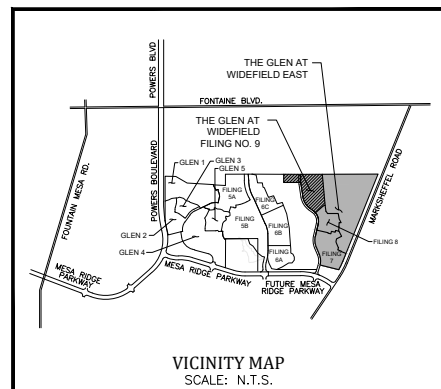 POWERS BLVD
THE GLEN AT
WIDEFIELD EAST
FONTAINE BLVD.
THE GLEN AT
WIDEFIELD
FILING NO. 9
FOUNTAIN MESA RD.
POWERS BOULEVARD
MARKSHEFFEL ROAD
GLEN 1
GLEN 3
GLEN 5
FILING
5A
FILING
6C
FILING
5B
FILING
6B
FILING 8
GLEN 2
GLEN 4
FILING
6A
FILING
7
MESA RIDGE
PARKWAY
MESA RIDGE PARKWAY
FUTURE MESA
RIDGE PARKWAY
VICINITY MAP
SCALE: N.T.S.